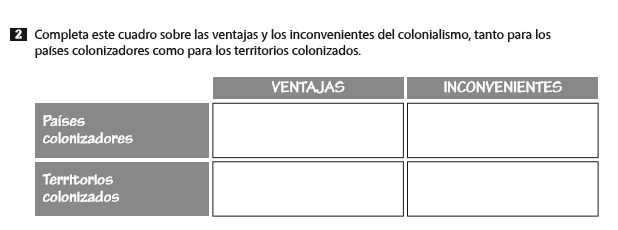 2 Completa este cuadro sobre las ventajas y los inconvenientes del colonialismo, tanto para los
países colonizadores como para los territorios colonizados.
VENTAJAS INCONVENIENTES
Países
colonizadores
Territorios
colonizados